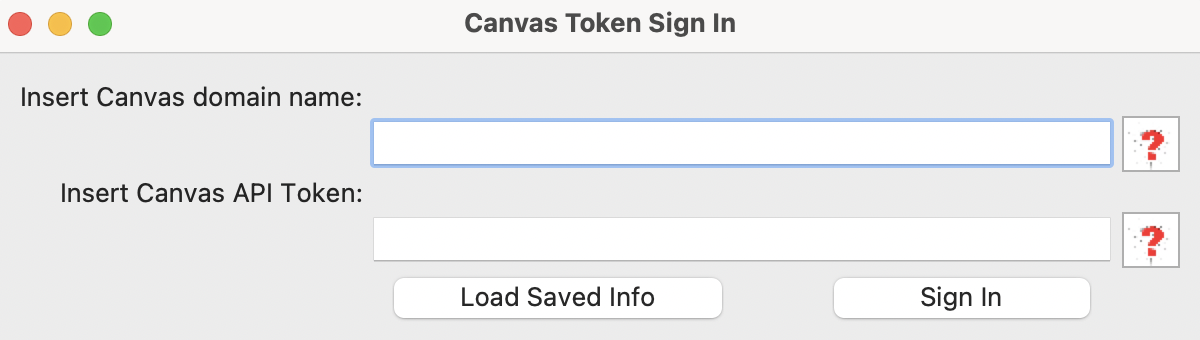 Canvas Token Sign In
Insert Canvas domain name:
?
Insert Canvas API Token:
?
Load Saved Info
Sign In